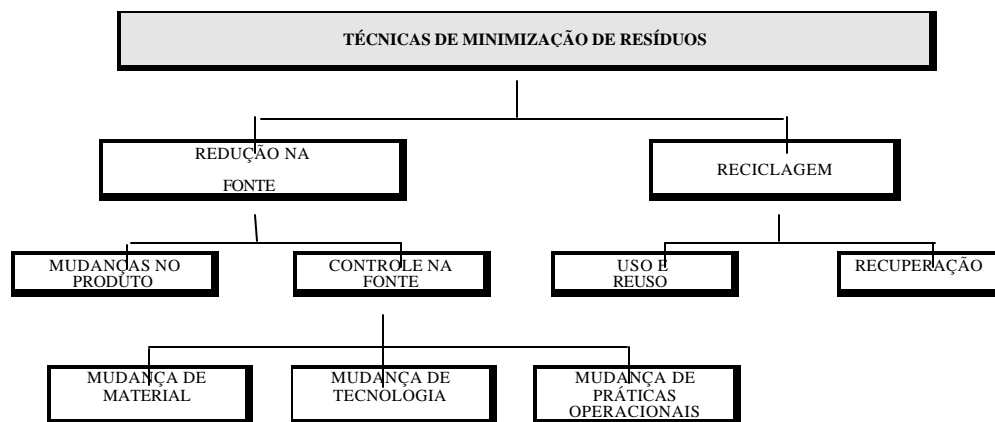 TÉCNICAS DE MINIMIZAÇÃO DE RESÍDUOS
REDUÇÃO NA
FONTE
RECICLAGEM
MUDANÇAS NO
PRODUTO
CONTROLE NA
FONTE
USO E
REUSO
RECUPERAÇÃO
MUDANÇA DE
MATERIAL
MUDANÇA DE
TECNOLOGIA
MUDANÇA DE
PRÁTICAS
OPERACIONAIS